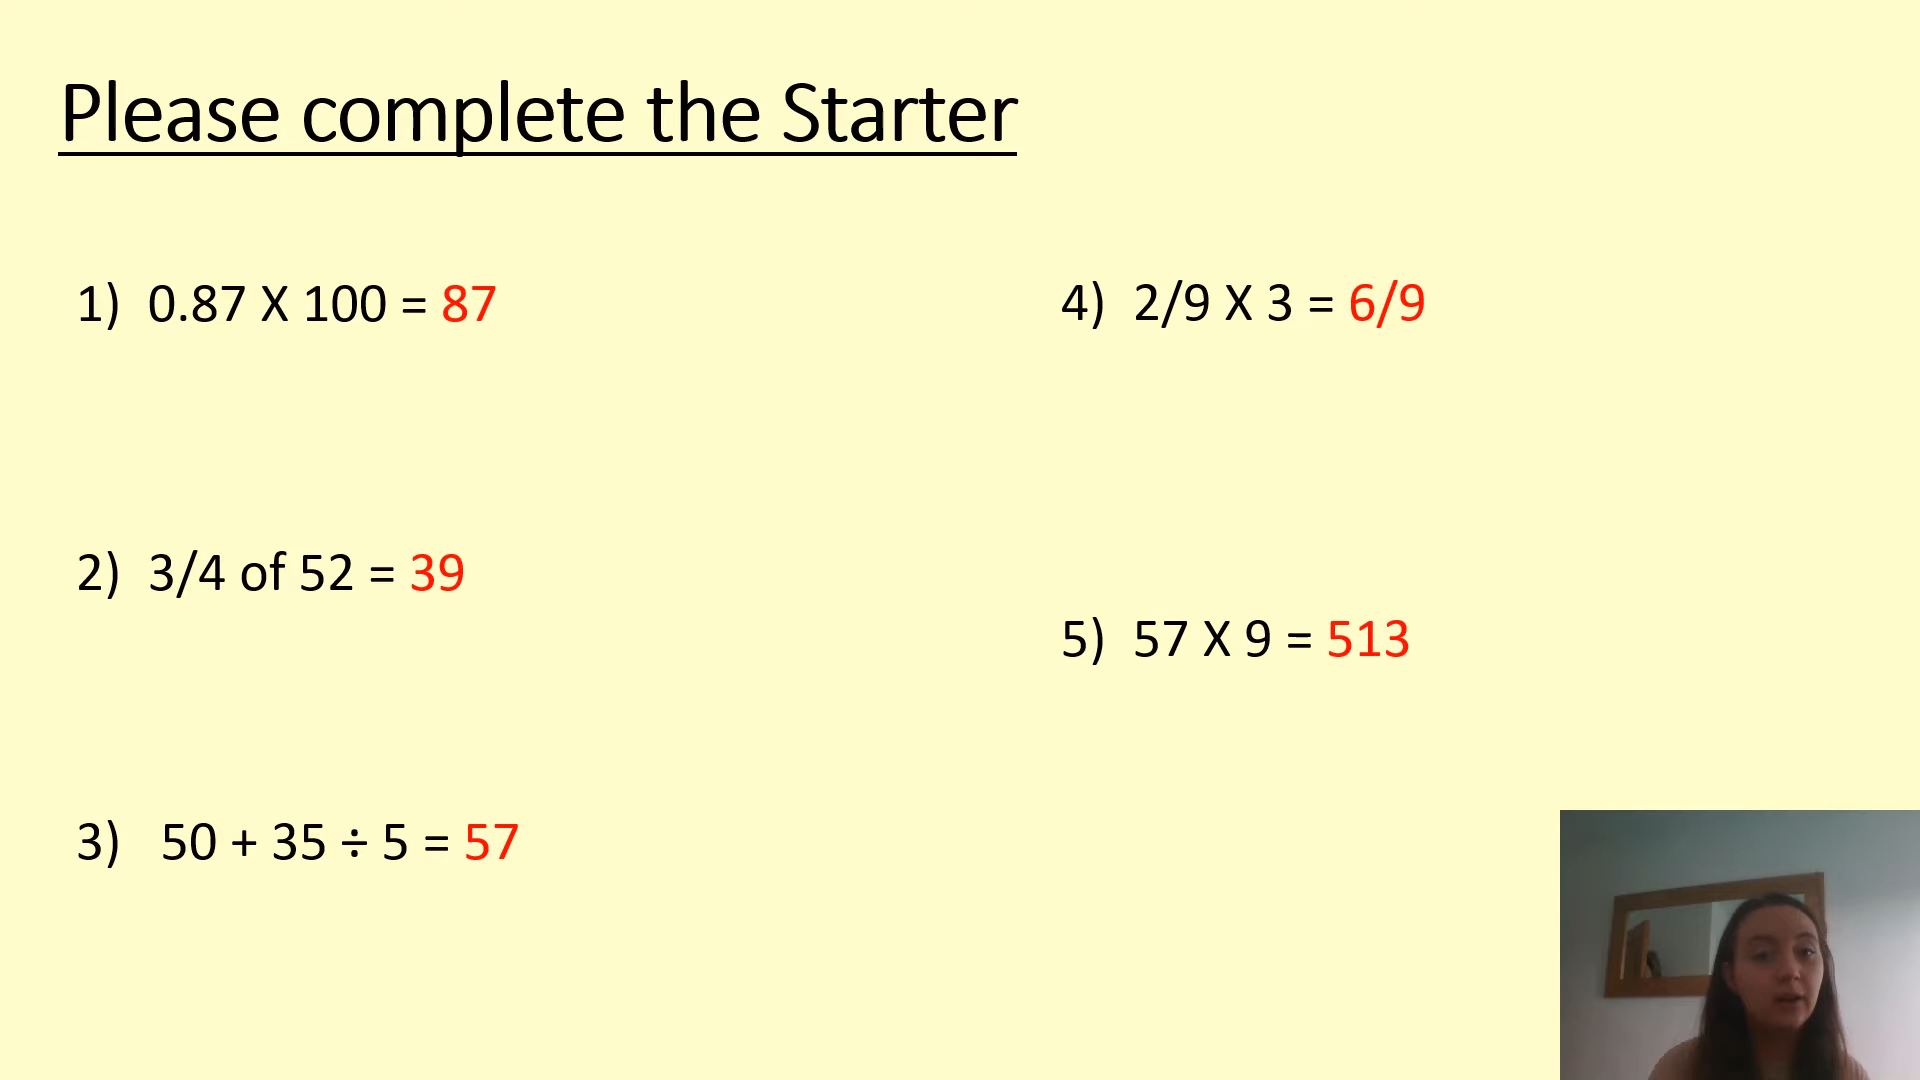 Please complete the Starter
1) 0.87 X 100 = 87
2) 3/4 of 52 = 39
3) 50 + 35 ÷ 5 = 57
4) 2/9 X 3 = 6/9
5) 57 X 9 = 513